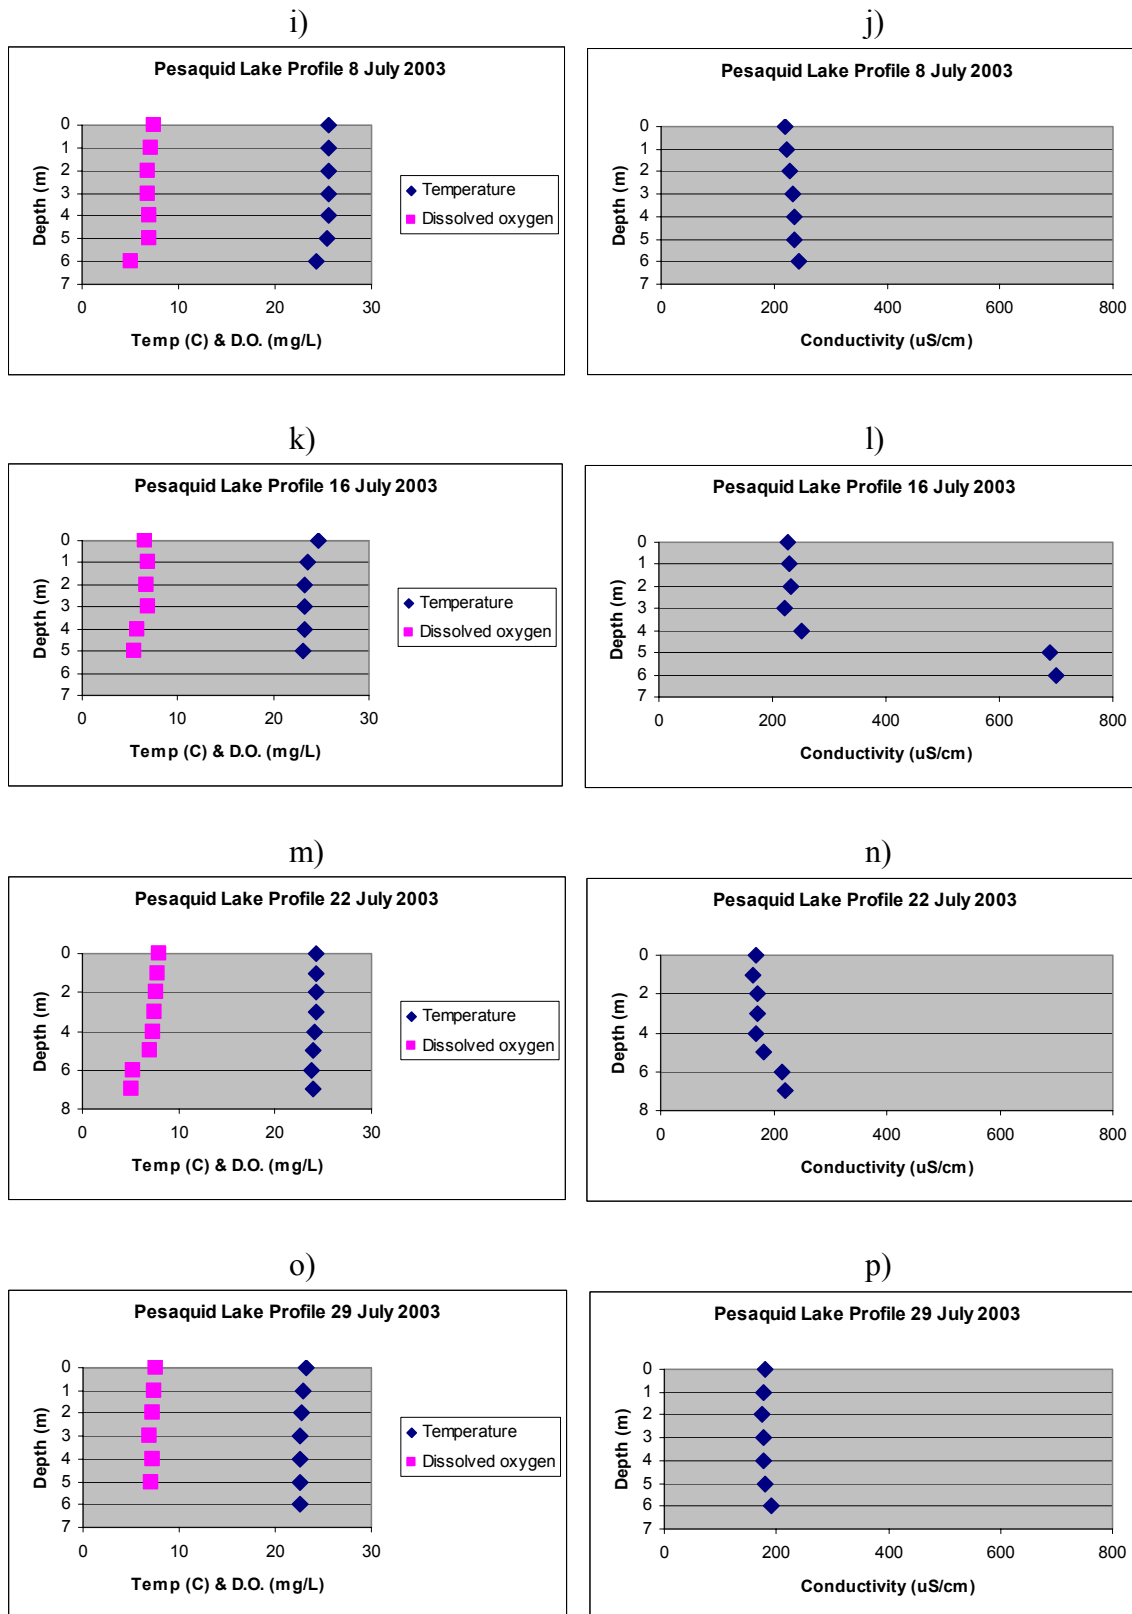 i)
Pesaquid Lake Profile 8 July 2003
0
1
2
3
4
5
6
7
Depth (m)
0 10 20 30
Temp (C) & D.O. (mg/L)
Temperature
Dissolved oxygen
j)
Pesaquid Lake Profile 8 July 2003
0
1
2
3
4
5
6
7
Depth (m)
0 200 400 600 800
Conductivity (uS/cm)
k)
Pesaquid Lake Profile 16 July 2003
0
1
2
3
4
5
6
7
Depth (m)
0 10 20 30
Temp (C) & D.O. (mg/L)
Temperature
Dissolved oxygen
l)
Pesaquid Lake Profile 16 July 2003
0
1
2
3
4
5
6
7
Depth (m)
0 200 400 600 800
Conductivity (uS/cm)
m)
Pesaquid Lake Profile 22 July 2003
0
1
2
3
4
5
6
7
8
Depth (m)
0 10 20 30
Temp (C) & D.O. (mg/L)
Temperature
Dissolved oxygen
n)
Pesaquid Lake Profile 22 July 2003
0
1
2
3
4
5
6
7
8
Depth (m)
0 200 400 600 800
Conductivity (uS/cm)
o)
Pesaquid Lake Profile 29 July 2003
0
1
2
3
4
5
6
7
Depth (m)
0 10 20 30
Temp (C) & D.O. (mg/L)
Temperature
Dissolved oxygen
p)
Pesaquid Lake Profile 29 July 2003
0
1
2
3
4
5
6
7
Depth (m)
0 200 400 600 800
Conductivity (uS/cm)